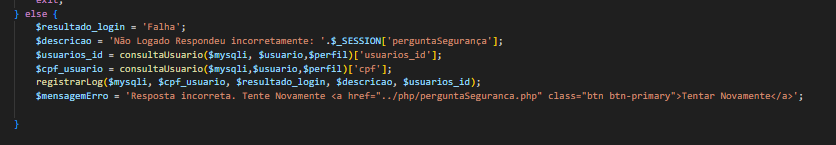 exit;
} else {
$resultado_login = 'Falha';
$descricao = 'Não Logado Respondeu incorretamente: '.$_SESSION['perguntaSegurança'];
$usuarios_id = consultaUsuario($mysqli, $usuario,$perfil)['usuarios_id'];
$cpf_usuario = consultaUsuario($mysqli,$usuario,$perfil)['cpf'];
registrarLog($mysqli, $cpf_usuario, $resultado_login, $descricao, $usuarios_id);
$mensagemErro = 'Resposta incorreta. Tente Novamente <a href="../php/perguntaSeguranca.php" class="btn btn-primary">Tentar Novamente</a>';
}